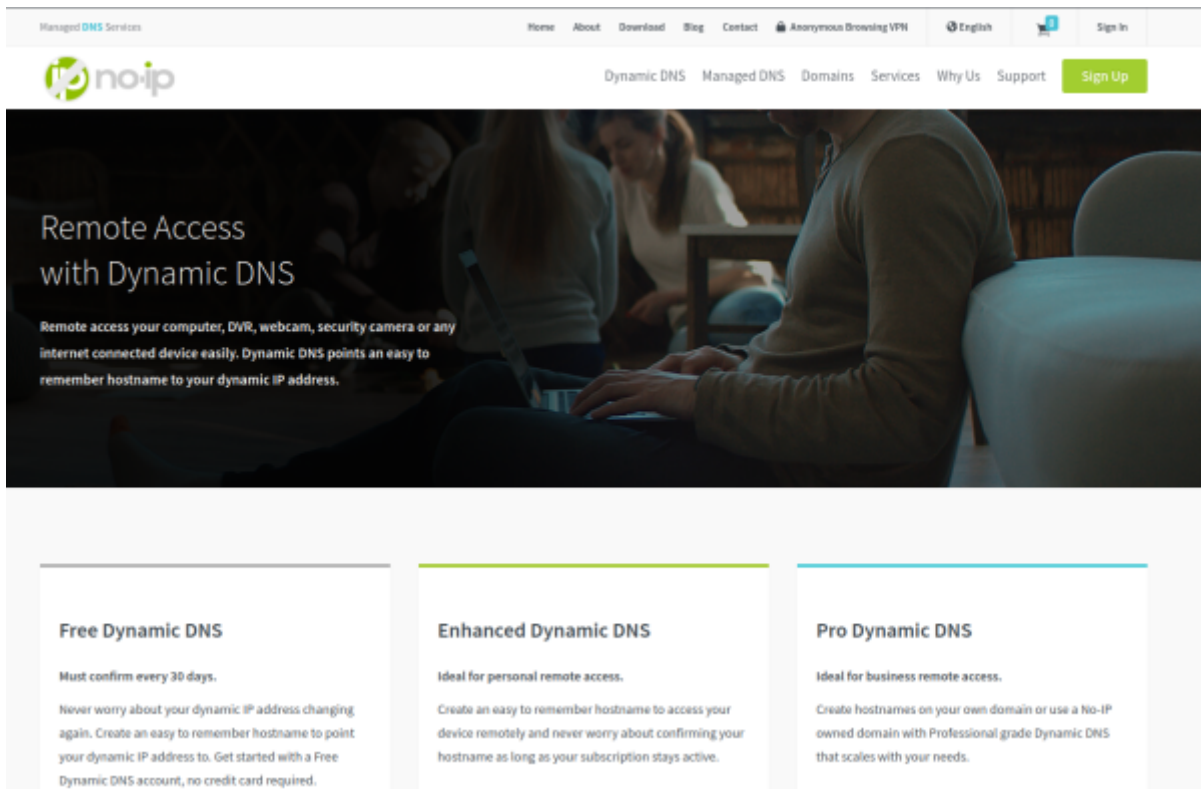 Managed DNS Services
Home About Download Blog Contact Anonymous Browsing VPN English 0 Sign In
no·ip
Dynamic DNS Managed DNS Domains Services Why Us Support Sign Up
Remote Access
with Dynamic DNS
Remote access your computer, DVR, webcam, security camera or any
internet connected device easily. Dynamic DNS points an easy to
remember hostname to your dynamic IP address.
Free Dynamic DNS
Must confirm every 30 days.
Never worry about your dynamic IP address changing
again. Create an easy to remember hostname to point
your dynamic IP address to. Get started with a Free
Dynamic DNS account, no credit card required.
Enhanced Dynamic DNS
Ideal for personal remote access.
Create an easy to remember hostname to access your
device remotely and never worry about confirming your
hostname as long as your subscription stays active.
Pro Dynamic DNS
Ideal for business remote access.
Create hostnames on your own domain or use a No-IP
owned domain with Professional grade Dynamic DNS
that scales with your needs.